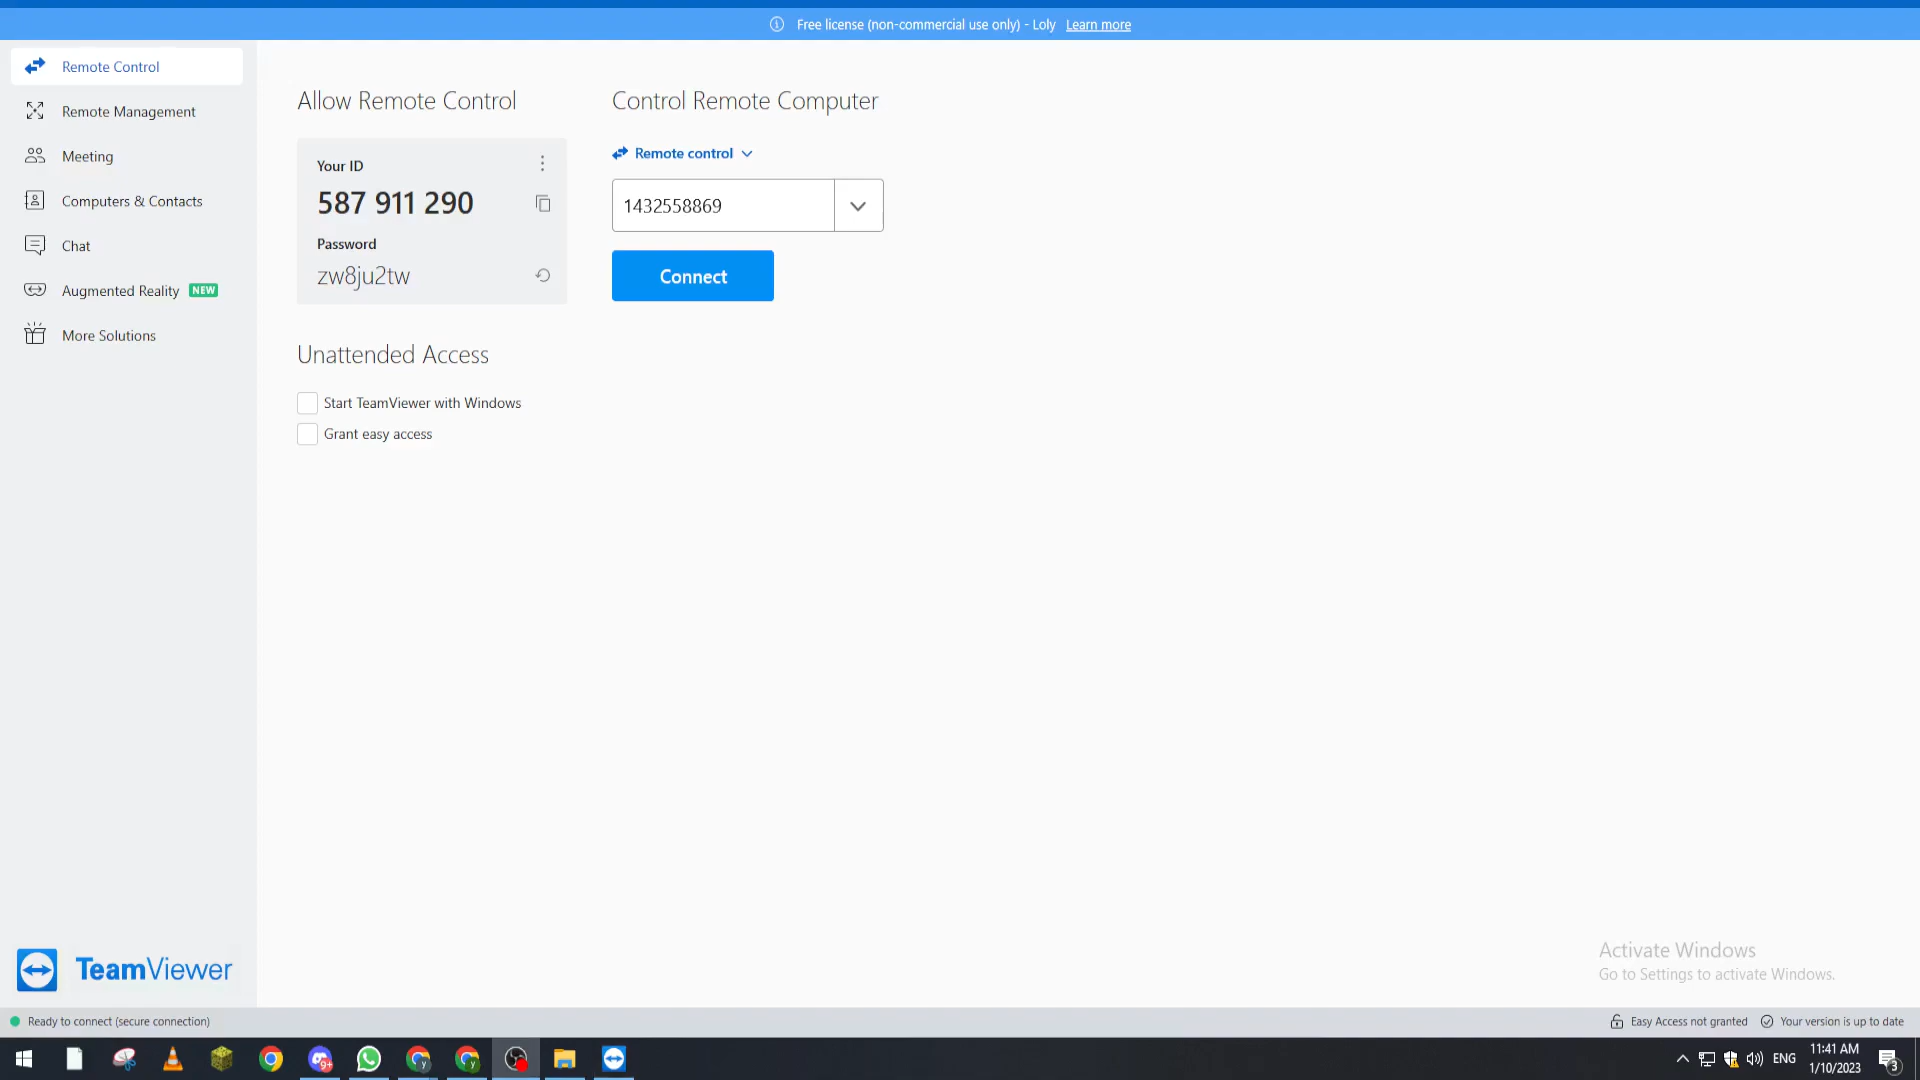 Free license (non-commercial use only) - Loly Learn more
Remote Control
Remote Management
Meeting
Computers & Contacts
Chat
Augmented Reality NEW
More Solutions
Allow Remote Control
Your ID
587 911 290
Password
zw8ju2tw
Unattended Access
Start TeamViewer with Windows
Grant easy access
Control Remote Computer
Remote control
1432558869
Connect
TeamViewer
Activate Windows
Go to Settings to activate Windows.
Ready to connect (secure connection)
Easy Access not granted
Your version is up to date
9+
y
y
ENG
11:41 AM
1/10/2023
3